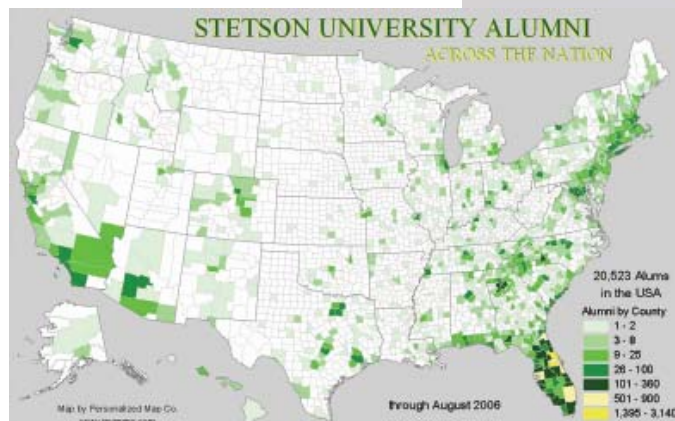 STETSON UNIVERSITY ALUMNI
ACROSS THE NATION
20,523 Alums
in the USA
Alumni by County
1 - 2
3 - 8
9 - 25
26 - 100
101 - 360
501 - 900
1,395 - 3,140
through August 2006
Map by Personalized Map Co.